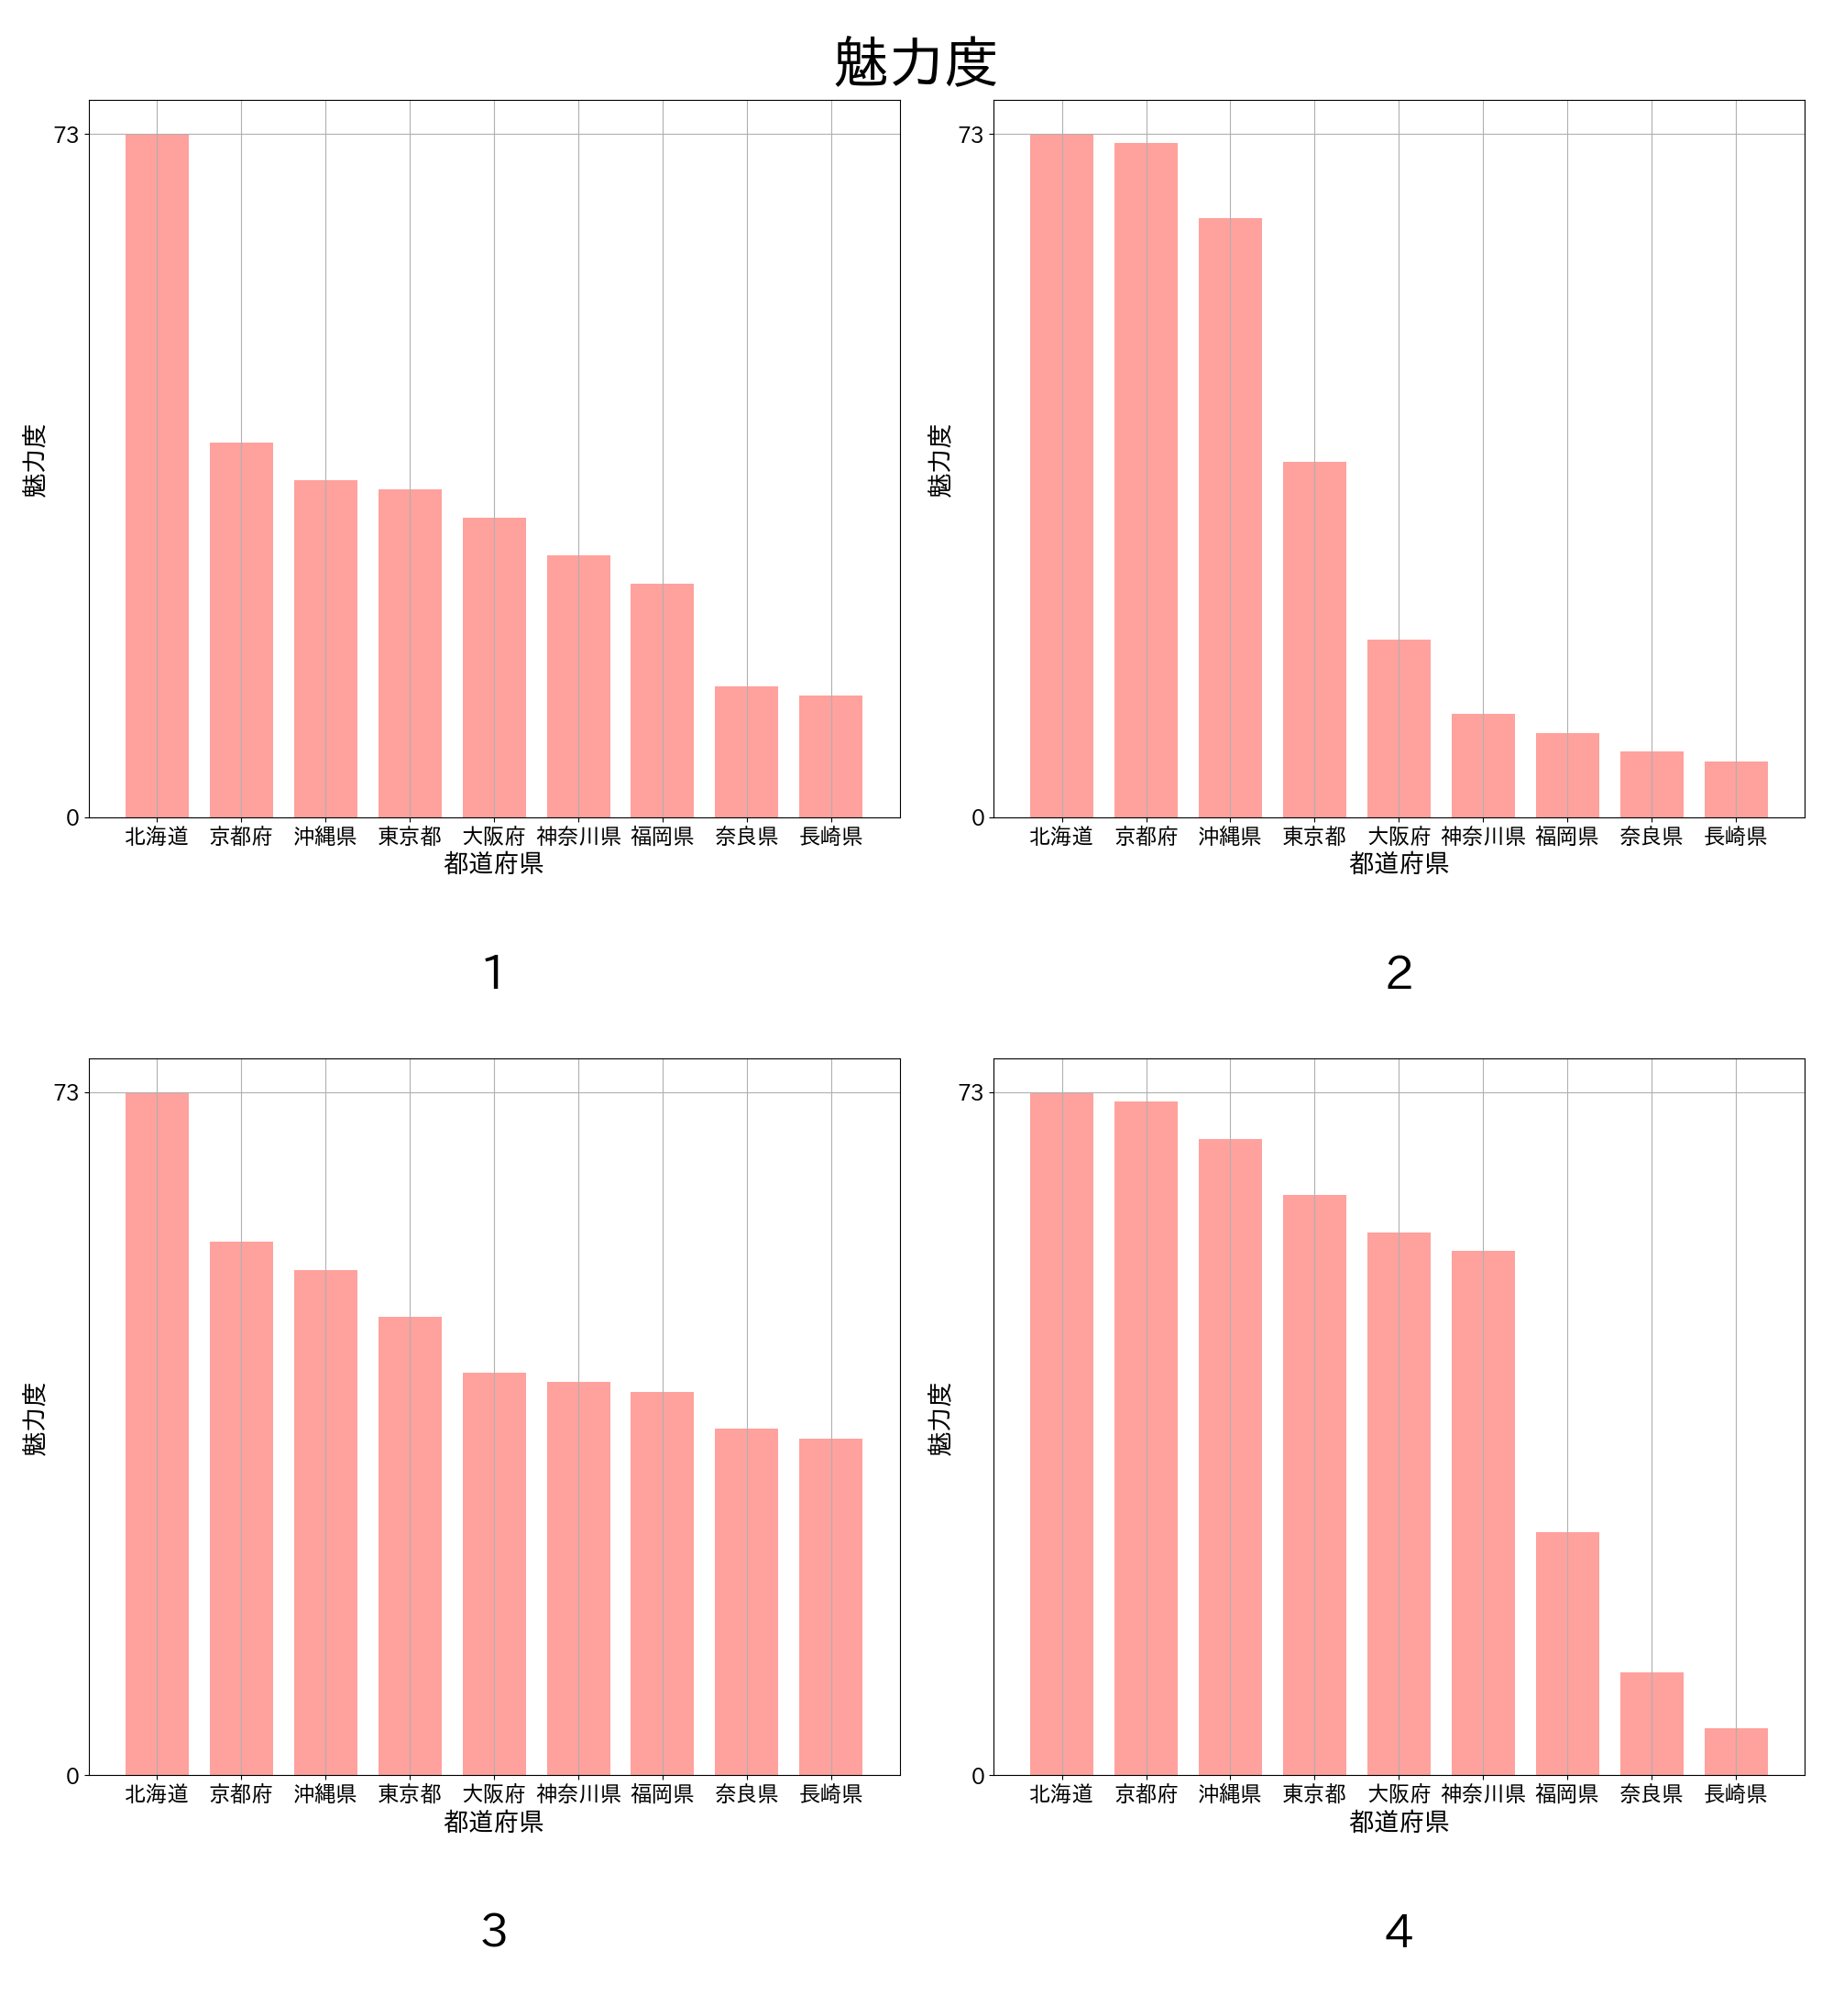 魅力度
73
0
魅力度
北海道 京都府 沖縄県 東京都 大阪府 神奈川県 福岡県 奈良県 長崎県
都道府県
1
73
0
魅力度
北海道 京都府 沖縄県 東京都 大阪府 神奈川県 福岡県 奈良県 長崎県
都道府県
2
73
0
魅力度
北海道 京都府 沖縄県 東京都 大阪府 神奈川県 福岡県 奈良県 長崎県
都道府県
3
73
0
魅力度
北海道 京都府 沖縄県 東京都 大阪府 神奈川県 福岡県 奈良県 長崎県
都道府県
4